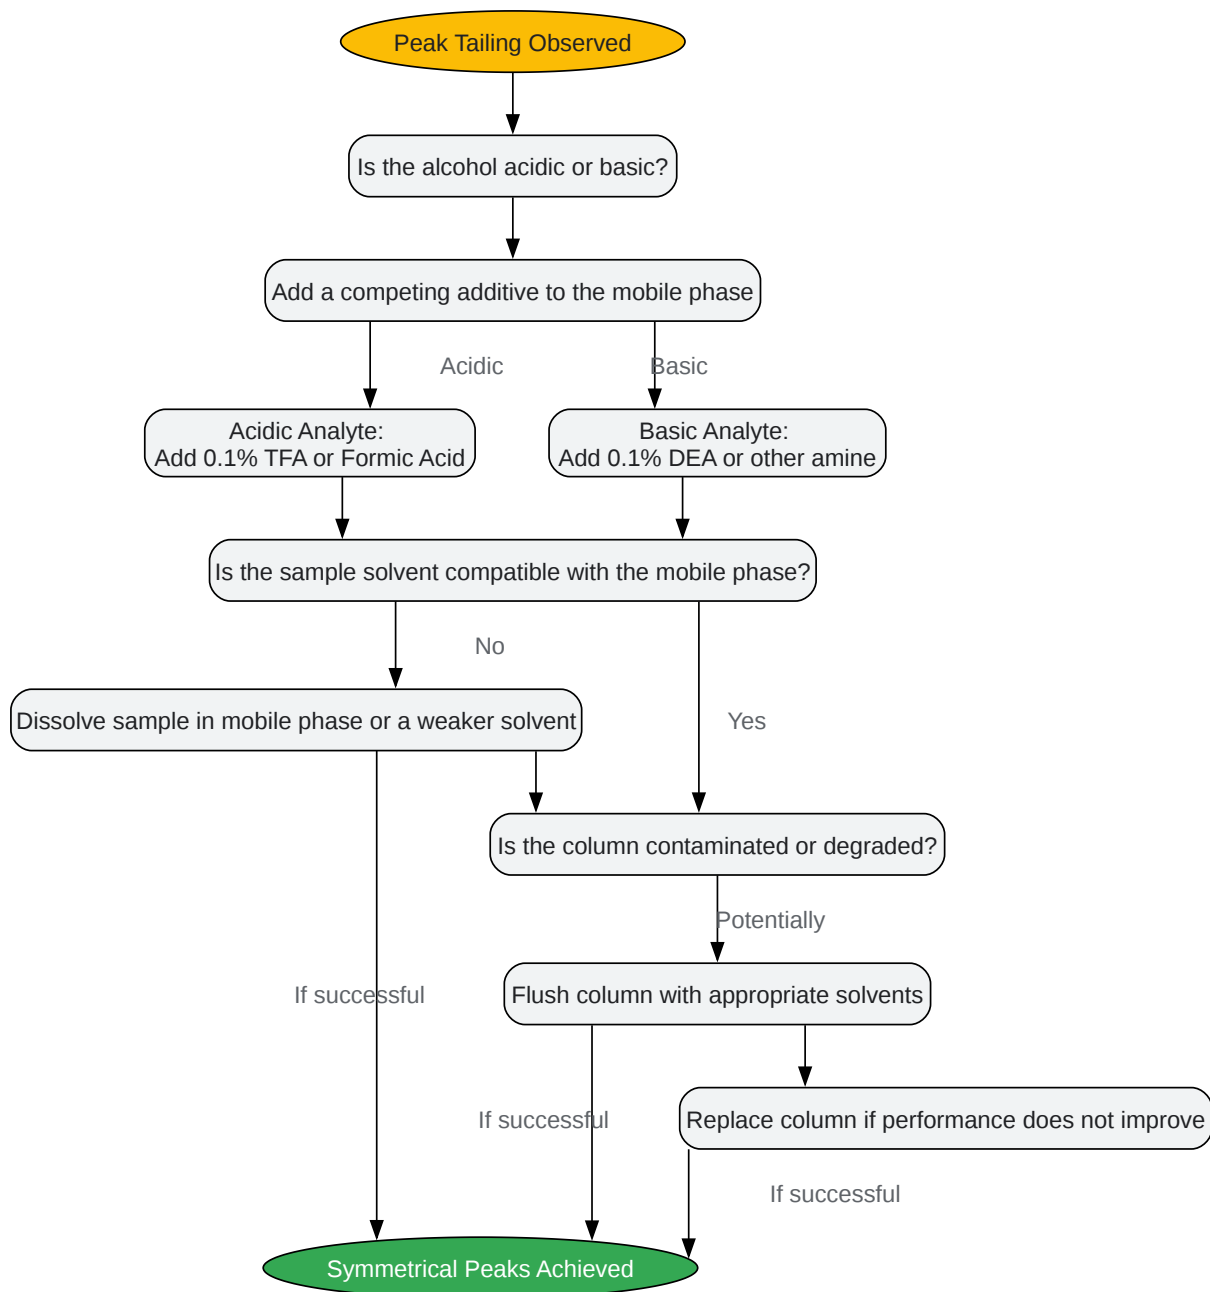 Peak Tailing Observed
Is the alcohol acidic or basic?
Add a competing additive to the mobile phase
Acidic
Basic
Acidic Analyte:
Add 0.1% TFA or Formic Acid
Basic Analyte:
Add 0.1% DEA or other amine
Is the sample solvent compatible with the mobile phase?
No
Dissolve sample in mobile phase or a weaker solvent
Yes
Is the column contaminated or degraded?
Potentially
If successful
Flush column with appropriate solvents
If successful
Replace column if performance does not improve
If successful
Symmetrical Peaks Achieved